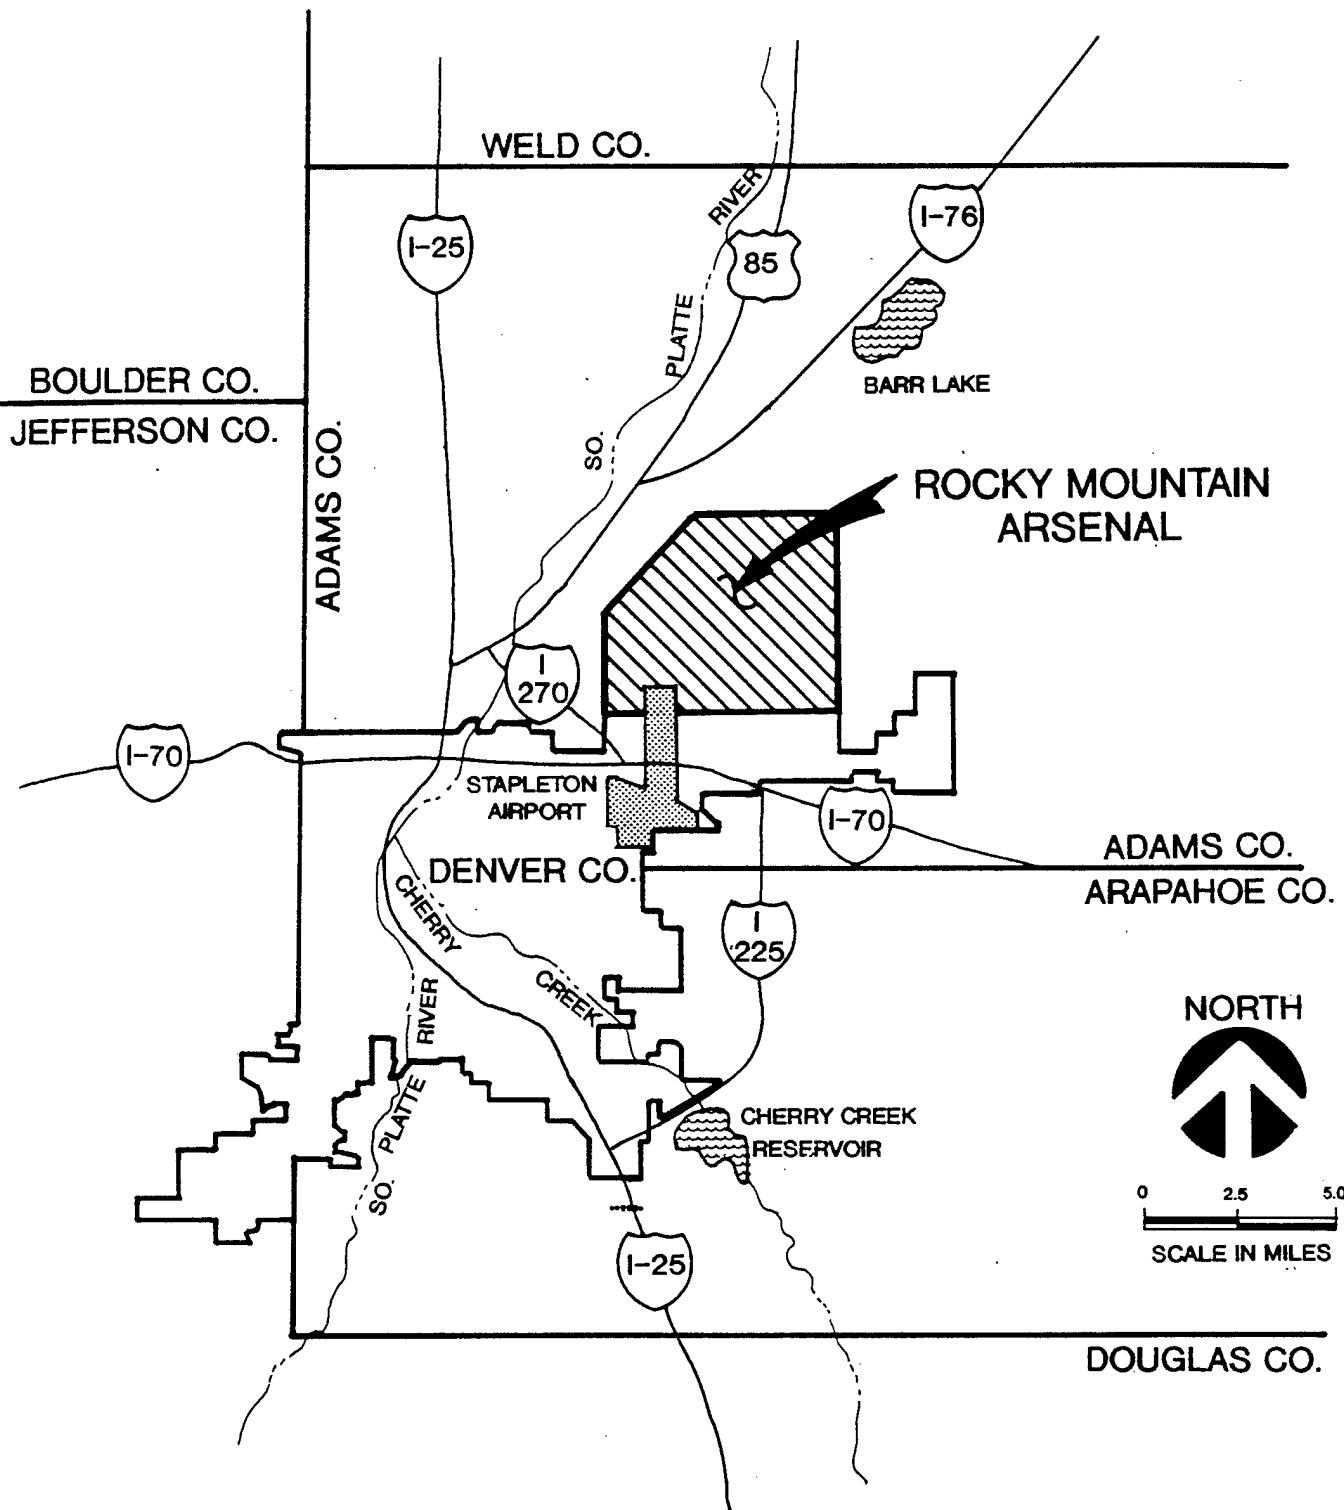 WELD CO.
RIVER
I-25
I-76
85
PLATTE
BOULDER CO.
BARR LAKE
JEFFERSON CO.
ADAMS CO.
SO.
ROCKY MOUNTAIN
ARSENAL
I
270
I-70
STAPLETON
AIRPORT
I-70
DENVER CO.
ADAMS CO.
ARAPAHOE CO.
CHERRY
I
225
CREEK
RIVER
NORTH
PLATTE
CHERRY CREEK
RESERVOIR
SO.
0 2.5 5.0
SCALE IN MILES
I-25
DOUGLAS CO.